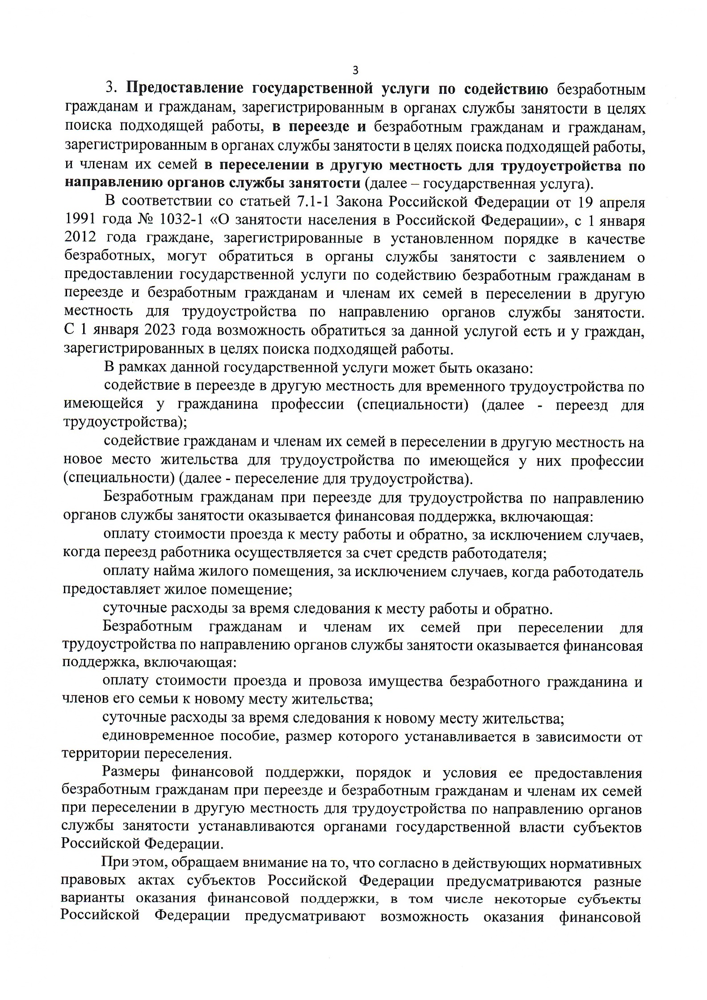 3
3. Предоставление государственной услуги по содействию безработным
гражданам и гражданам, зарегистрированным в органах службы занятости в целях
поиска подходящей работы, в переезде и безработным гражданам и гражданам,
зарегистрированным в органах службы занятости в целях поиска подходящей работы,
и членам их семей в переселении в другую местность для трудоустройства по
направлению органов службы занятости (далее – государственная услуга).
В соответствии со статьей 7.1-1 Закона Российской Федерации от 19 апреля
1991 года № 1032-1 «О занятости населения в Российской Федерации», с 1 января
2012 года граждане, зарегистрированные в установленном порядке в качестве
безработных, могут обратиться в органы службы занятости с заявлением о
предоставлении государственной услуги по содействию безработным гражданам в
переезде и безработным гражданам и членам их семей в переселении в другую
местность для трудоустройства по направлению органов службы занятости.
С 1 января 2023 года возможность обратиться за данной услугой есть и у граждан,
зарегистрированных в целях поиска подходящей работы.
В рамках данной государственной услуги может быть оказано:
содействие в переезде в другую местность для временного трудоустройства по
имеющейся у гражданина профессии (специальности) (далее - переезд для
трудоустройства);
содействие гражданам и членам их семей в переселении в другую местность на
новое место жительства для трудоустройства по имеющейся у них профессии
(специальности) (далее - переселение для трудоустройства).
Безработным гражданам при переезде для трудоустройства по направлению
органов службы занятости оказывается финансовая поддержка, включающая:
оплату стоимости проезда к месту работы и обратно, за исключением случаев,
когда переезд работника осуществляется за счет средств работодателя;
оплату найма жилого помещения, за исключением случаев, когда работодатель
предоставляет жилое помещение;
суточные расходы за время следования к месту работы и обратно.
Безработным гражданам и членам их семей при переселении для
трудоустройства по направлению органов службы занятости оказывается финансовая
поддержка, включающая:
оплату стоимости проезда и провоза имущества безработного гражданина и
членов его семьи к новому месту жительства;
суточные расходы за время следования к новому месту жительства;
единовременное пособие, размер которого устанавливается в зависимости от
территории переселения.
Размеры финансовой поддержки, порядок и условия ее предоставления
безработным гражданам при переезде и безработным гражданам и членам их семей
при переселении в другую местность для трудоустройства по направлению органов
службы занятости устанавливаются органами государственной власти субъектов
Российской Федерации.
При этом, обращаем внимание на то, что согласно в действующих нормативных
правовых актах субъектов Российской Федерации предусматриваются разные
варианты оказания финансовой поддержки, в том числе некоторые субъекты
Российской Федерации предусматривают возможность оказания финансовой